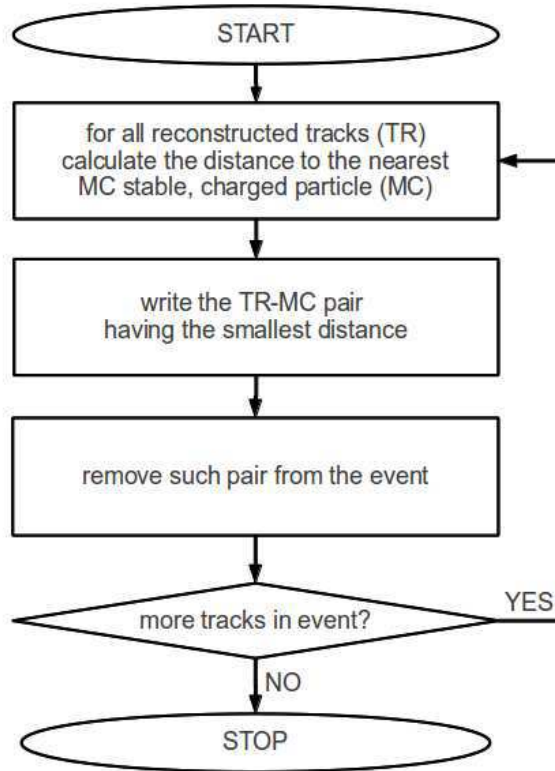 START
for all reconstructed tracks (TR)
calculate the distance to the nearest
MC stable, charged particle (MC)
write the TR-MC pair
having the smallest distance
remove such pair from the event
more tracks in event?
YES
NO
STOP